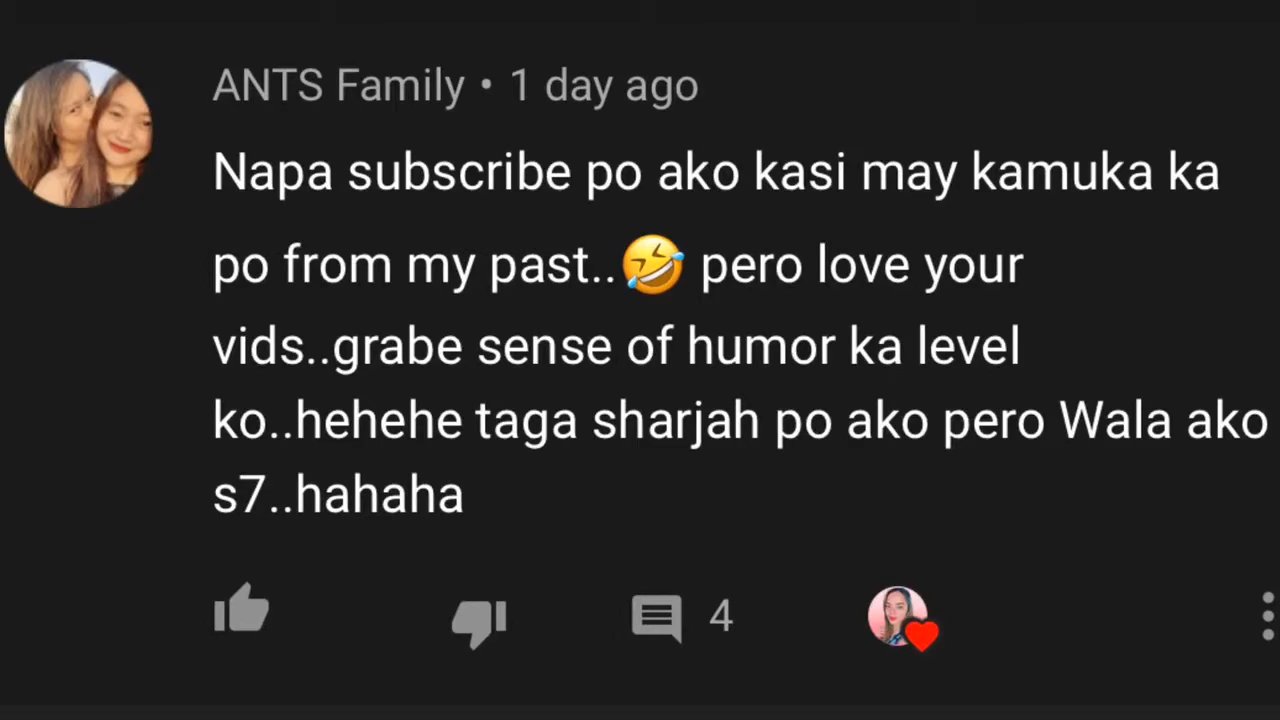 ANTS Family • 1 day ago
Napa subscribe po ako kasi may kamuka ka
po from my past..🤣 pero love your
vids..grabe sense of humor ka level
ko..hehehe taga sharjah po ako pero Wala ako
s7..hahaha
4